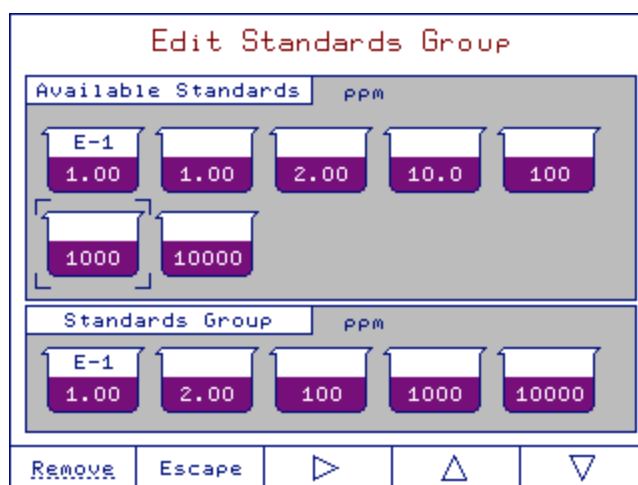 Edit Standards Group
Available Standards ppm
E-1
1.00 1.00 2.00 10.0 100
1000 10000
Standards Group ppm
E-1
1.00 2.00 100 1000 10000
Remove Escape